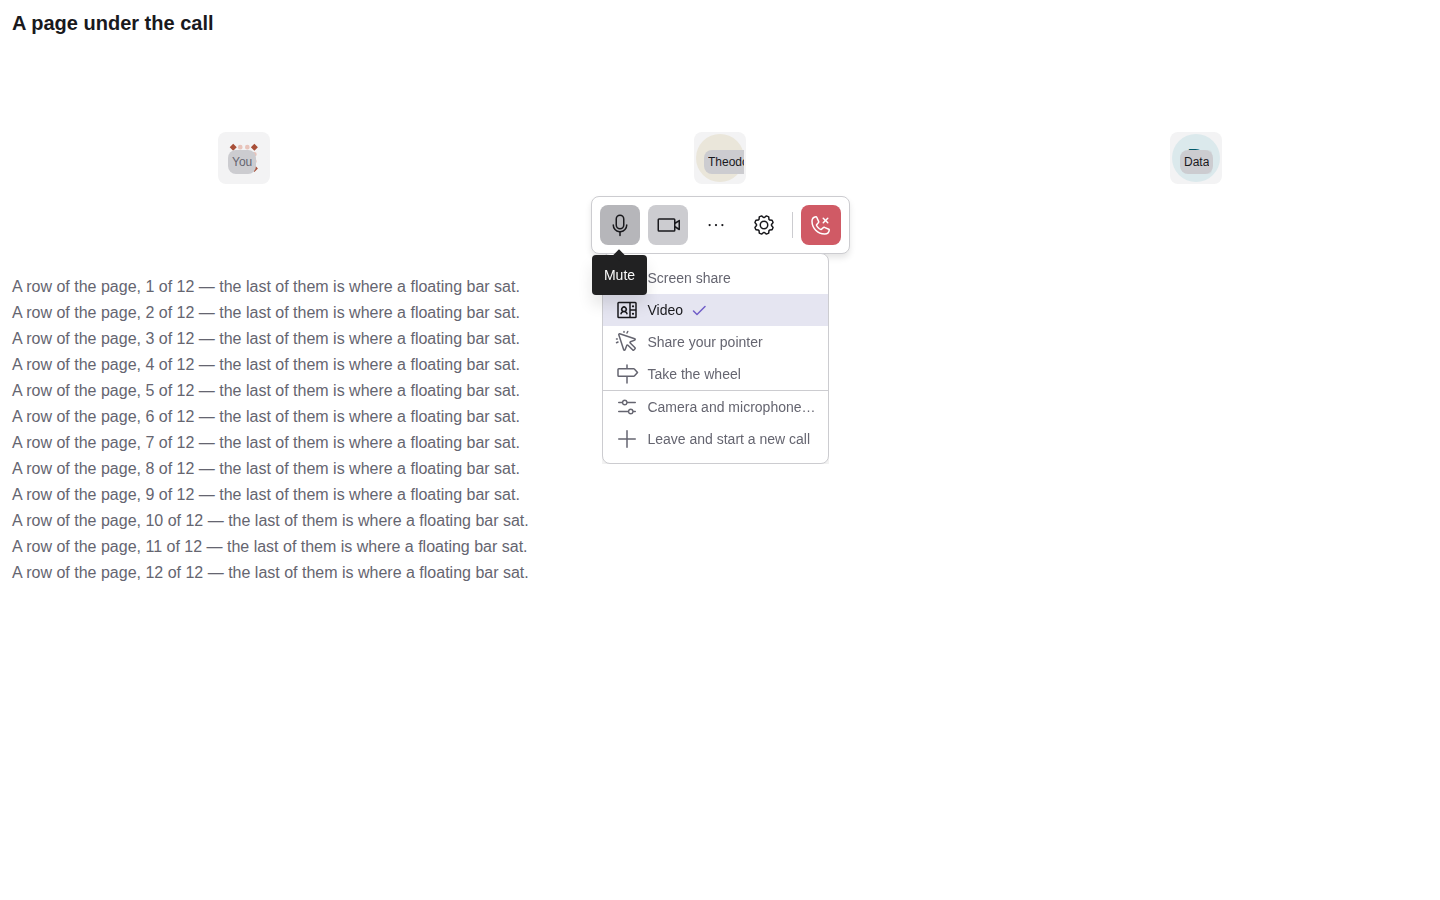 A page under the call
You
Theodo
Data
Mute
Screen share
Video
Share your pointer
Take the wheel
Camera and microphone…
Leave and start a new call
A row of the page, 1 of 12 — the last of them is where a floating bar sat.
A row of the page, 2 of 12 — the last of them is where a floating bar sat.
A row of the page, 3 of 12 — the last of them is where a floating bar sat.
A row of the page, 4 of 12 — the last of them is where a floating bar sat.
A row of the page, 5 of 12 — the last of them is where a floating bar sat.
A row of the page, 6 of 12 — the last of them is where a floating bar sat.
A row of the page, 7 of 12 — the last of them is where a floating bar sat.
A row of the page, 8 of 12 — the last of them is where a floating bar sat.
A row of the page, 9 of 12 — the last of them is where a floating bar sat.
A row of the page, 10 of 12 — the last of them is where a floating bar sat.
A row of the page, 11 of 12 — the last of them is where a floating bar sat.
A row of the page, 12 of 12 — the last of them is where a floating bar sat.